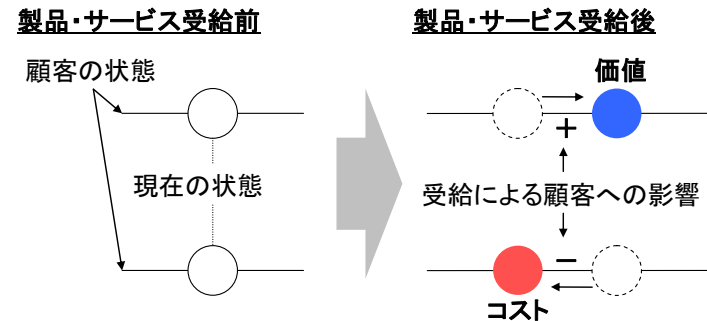 製品・サービス受給前
顧客の状態
現在の状態
製品・サービス受給後
価値
+
受給による顧客への影響
−
コスト